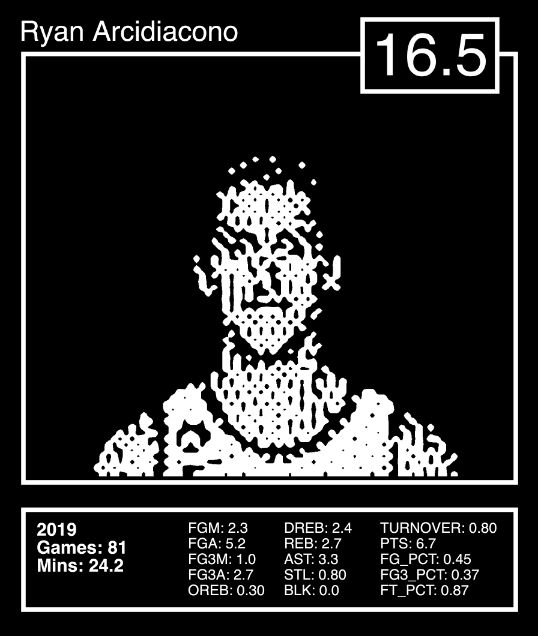 Ryan Arcidiacono
16.5
2019
Games: 81
Mins: 24.2
FGM: 2.3
FGA: 5.2
FG3M: 1.0
FG3A: 2.7
OREB: 0.30
DREB: 2.4
REB: 2.7
AST: 3.3
STL: 0.80
BLK: 0.0
TURNOVER: 0.80
PTS: 6.7
FG_PCT: 0.45
FG3_PCT: 0.37
FT_PCT: 0.87